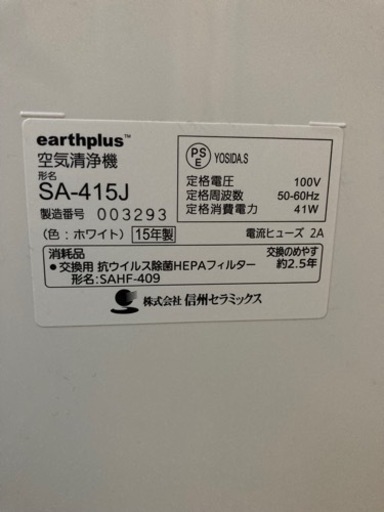 earthplus™
空気清浄機
形名
SA-415J
製造番号 003293
(色:ホワイト) 15年製
PS
E
YOSIDA.S
定格電圧 100V
定格周波数 50-60Hz
定格消費電力 41W
電流ヒューズ 2A
消耗品 交換のめやす
●交換用 抗ウイルス除菌HEPAフィルター 約2.5年
形名:SAHF-409
株式会社 信州セラミックス